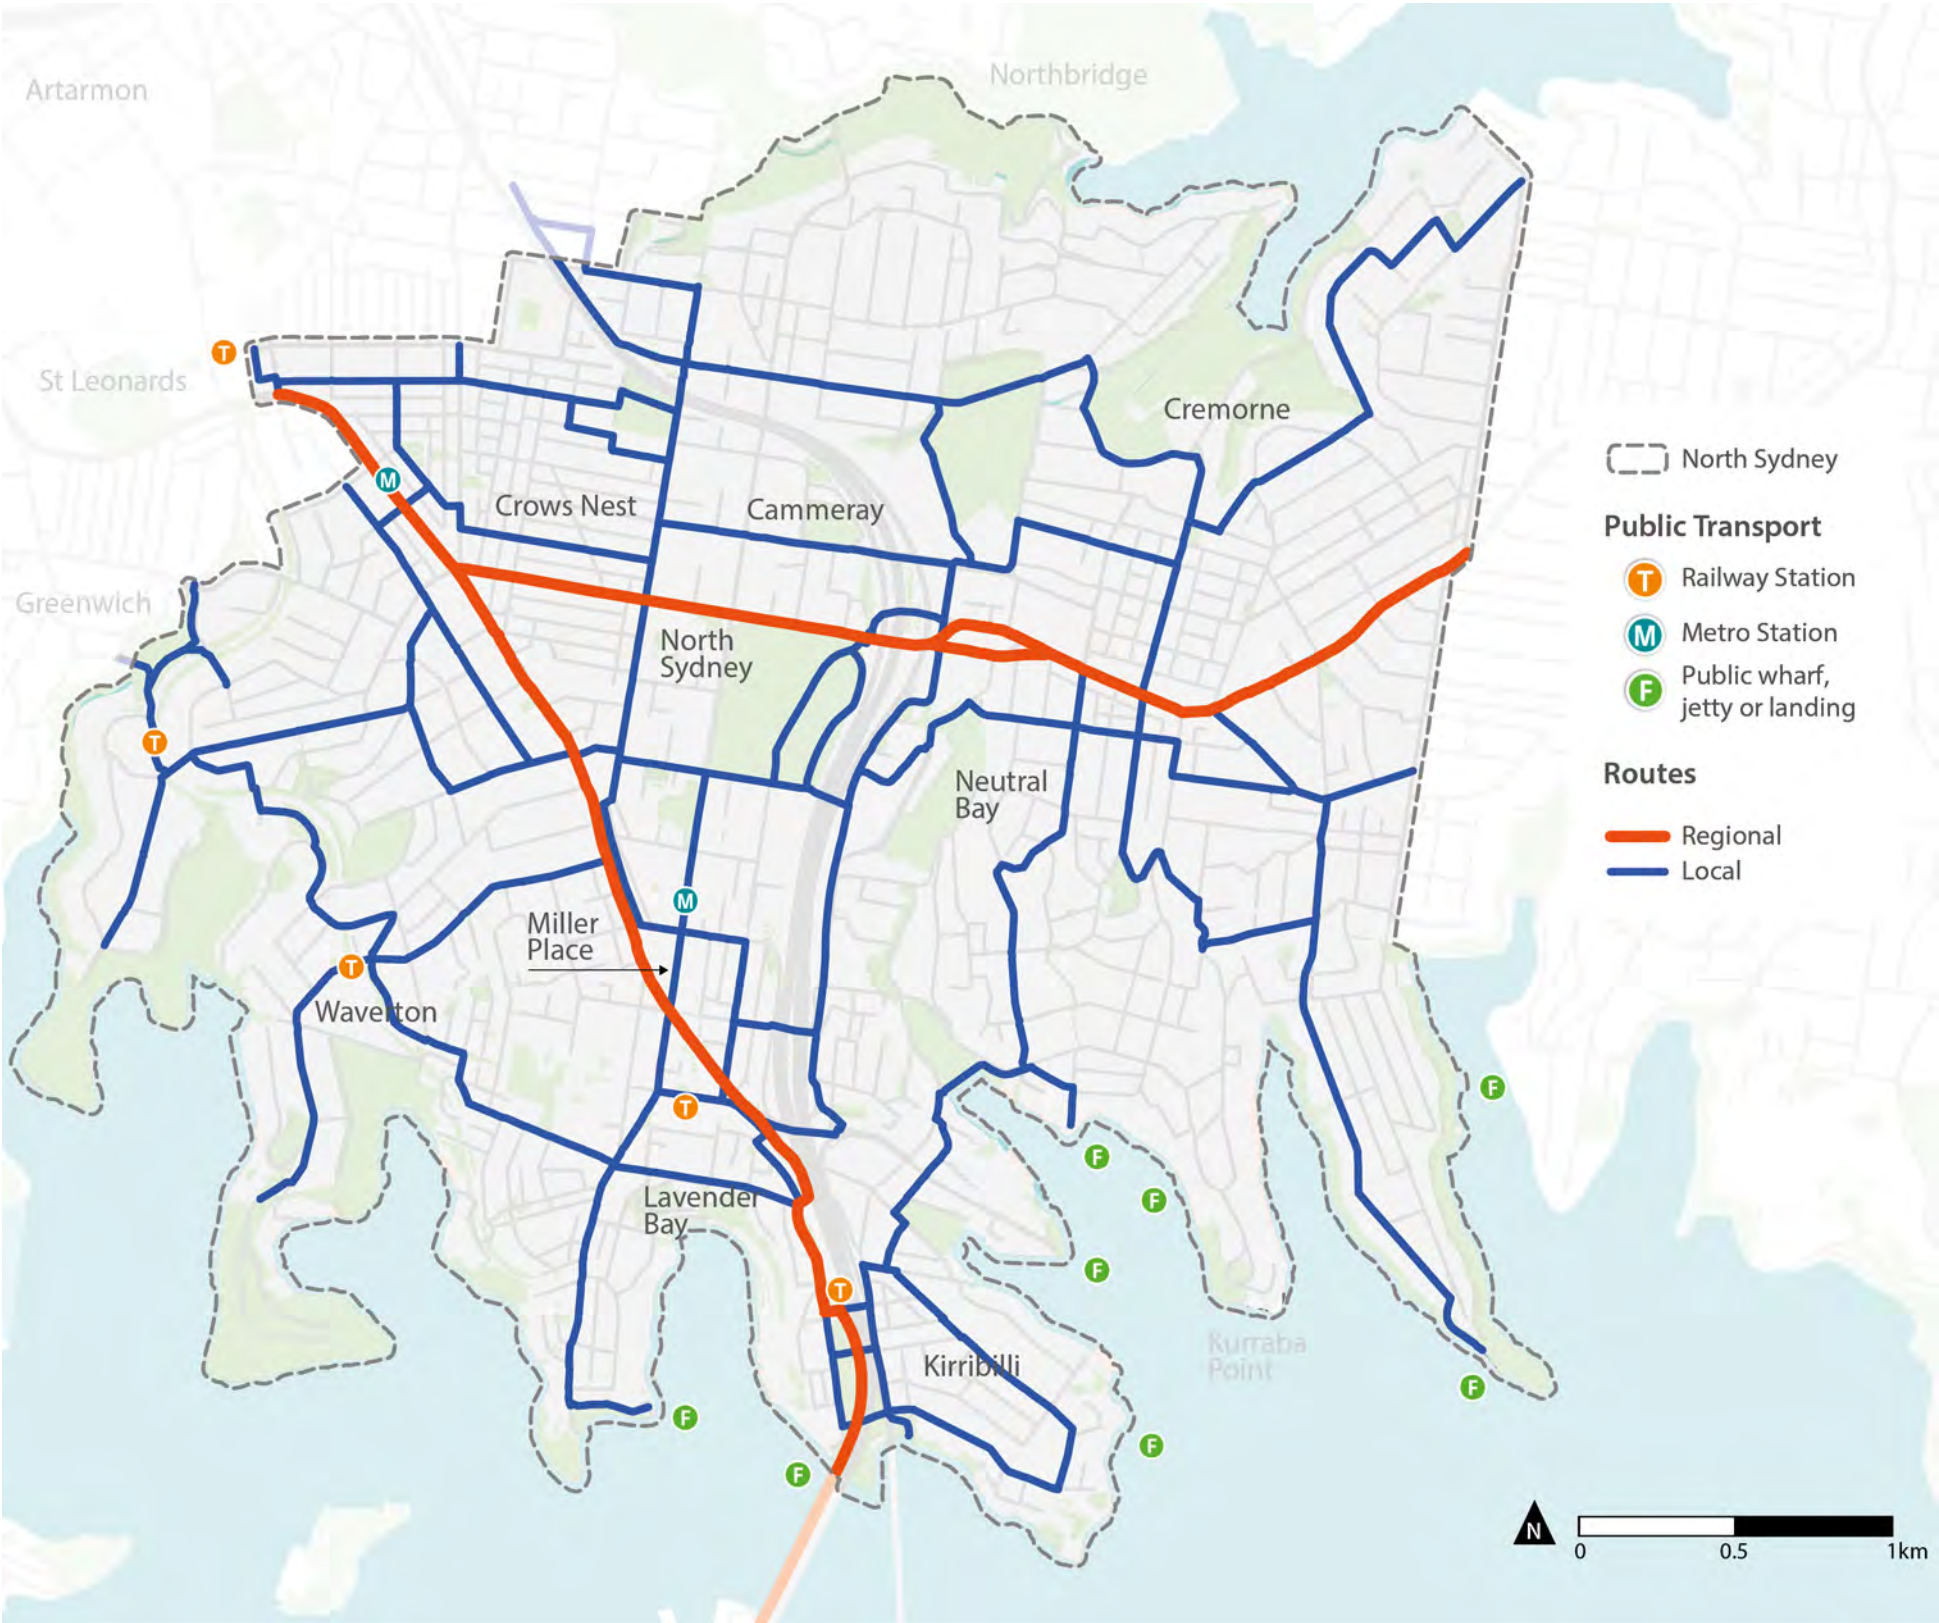 Northbridge
Artarmon
T
St Leonards
Cremorne
M
Crows Nest
Cammeray
Greenwich
North
Sydney
T
Neutral
Bay
M
Miller
Place
T
Waverton
T
Lavender
Bay
T
Kirribilli
Kurraba
Point
F
F
F
F
F
F
F
F
North Sydney
Public Transport
T Railway Station
M Metro Station
F Public wharf,
jetty or landing
Routes
Regional
Local
N
0 0.5 1km